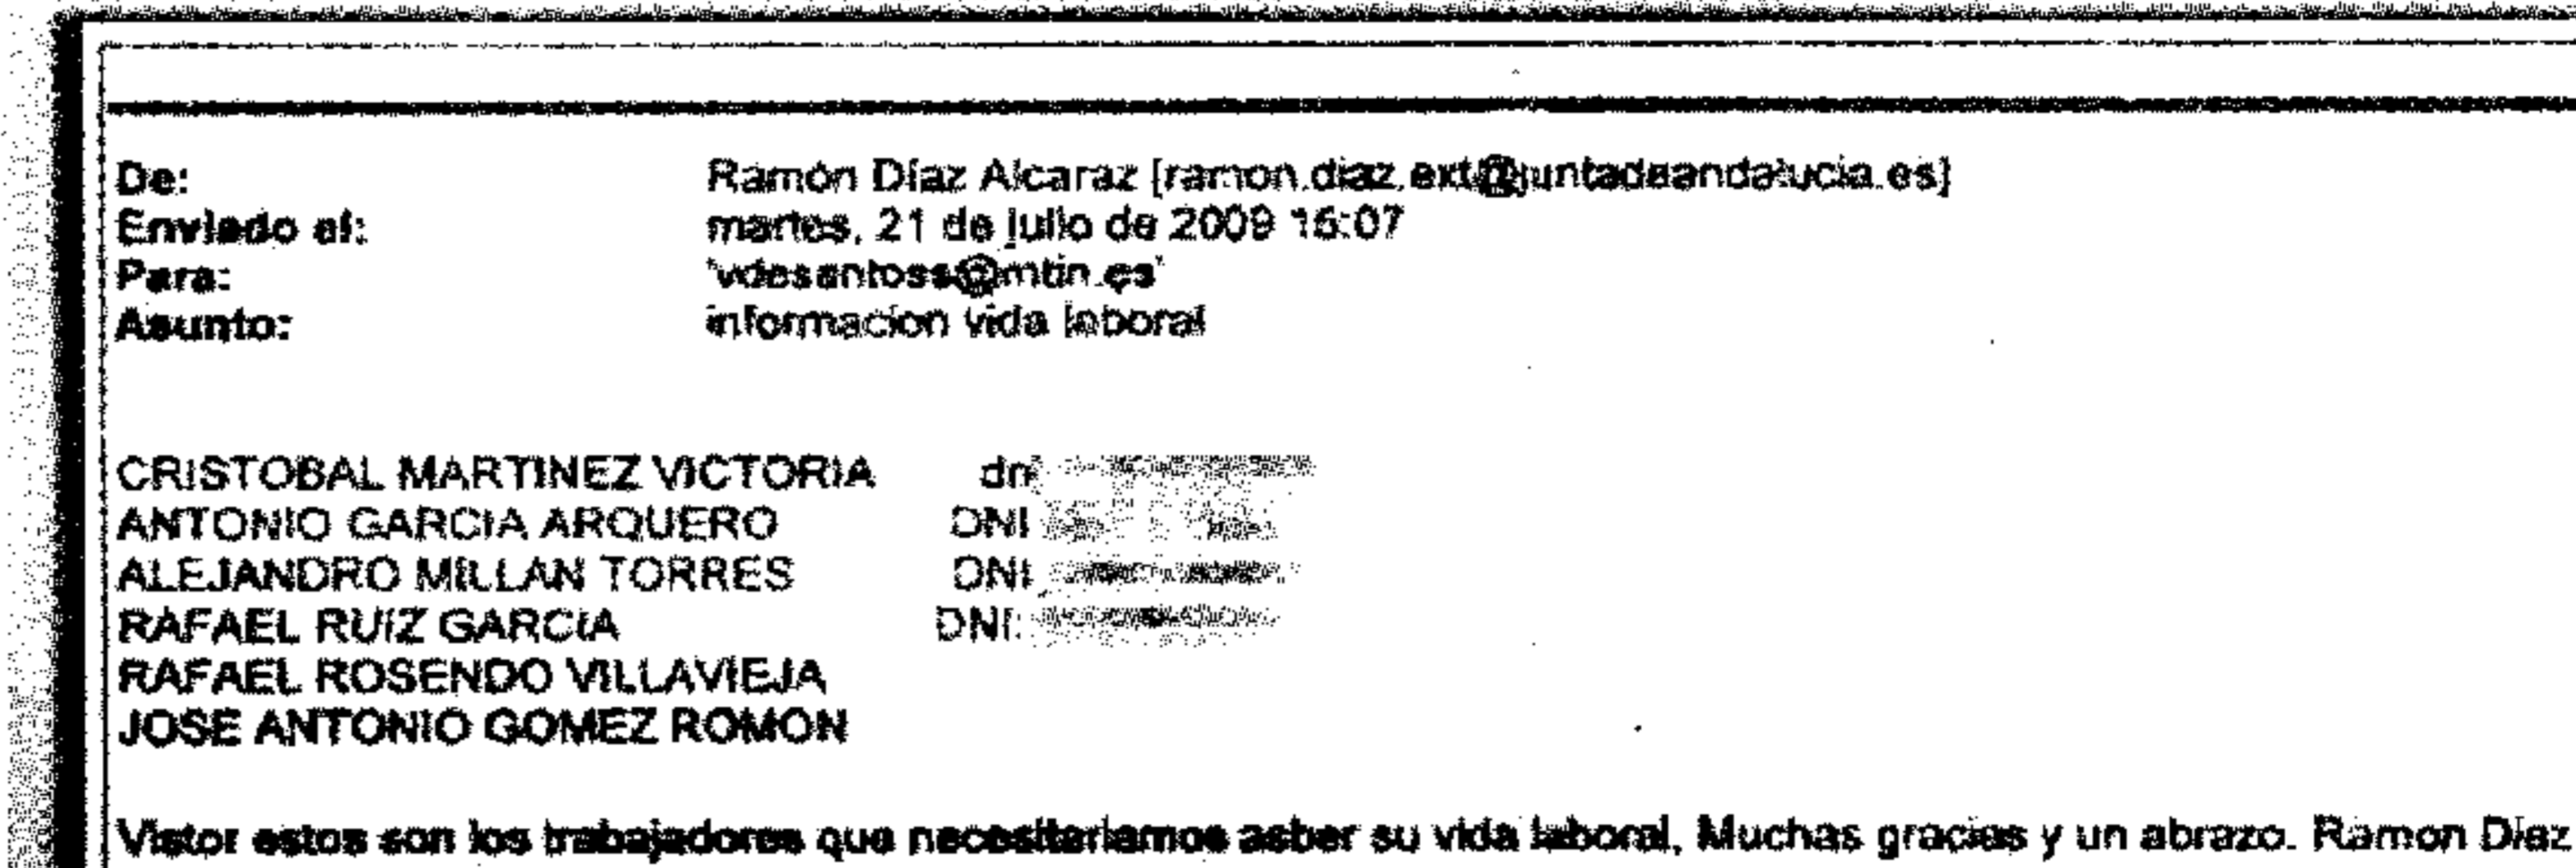 De: Ramón Díaz Alcaraz [ramon.diaz.ext@juntadeandalucia.es]
Enviado el: martes, 21 de julio de 2009 15:07
Para: 'vdesantoss@mtin.es'
Asunto: informacion vida laboral
CRISTOBAL MARTINEZ VICTORIA dni
ANTONIO GARCIA ARQUERO DNI
ALEJANDRO MILLAN TORRES DNI
RAFAEL RUIZ GARCIA DNI:
RAFAEL ROSENDO VILLAVIEJA
JOSE ANTONIO GOMEZ ROMON
Vistor estos son los trabajadores que necesitariamos asber su vida laboral, Muchas gracias y un abrazo. Ramon Díaz